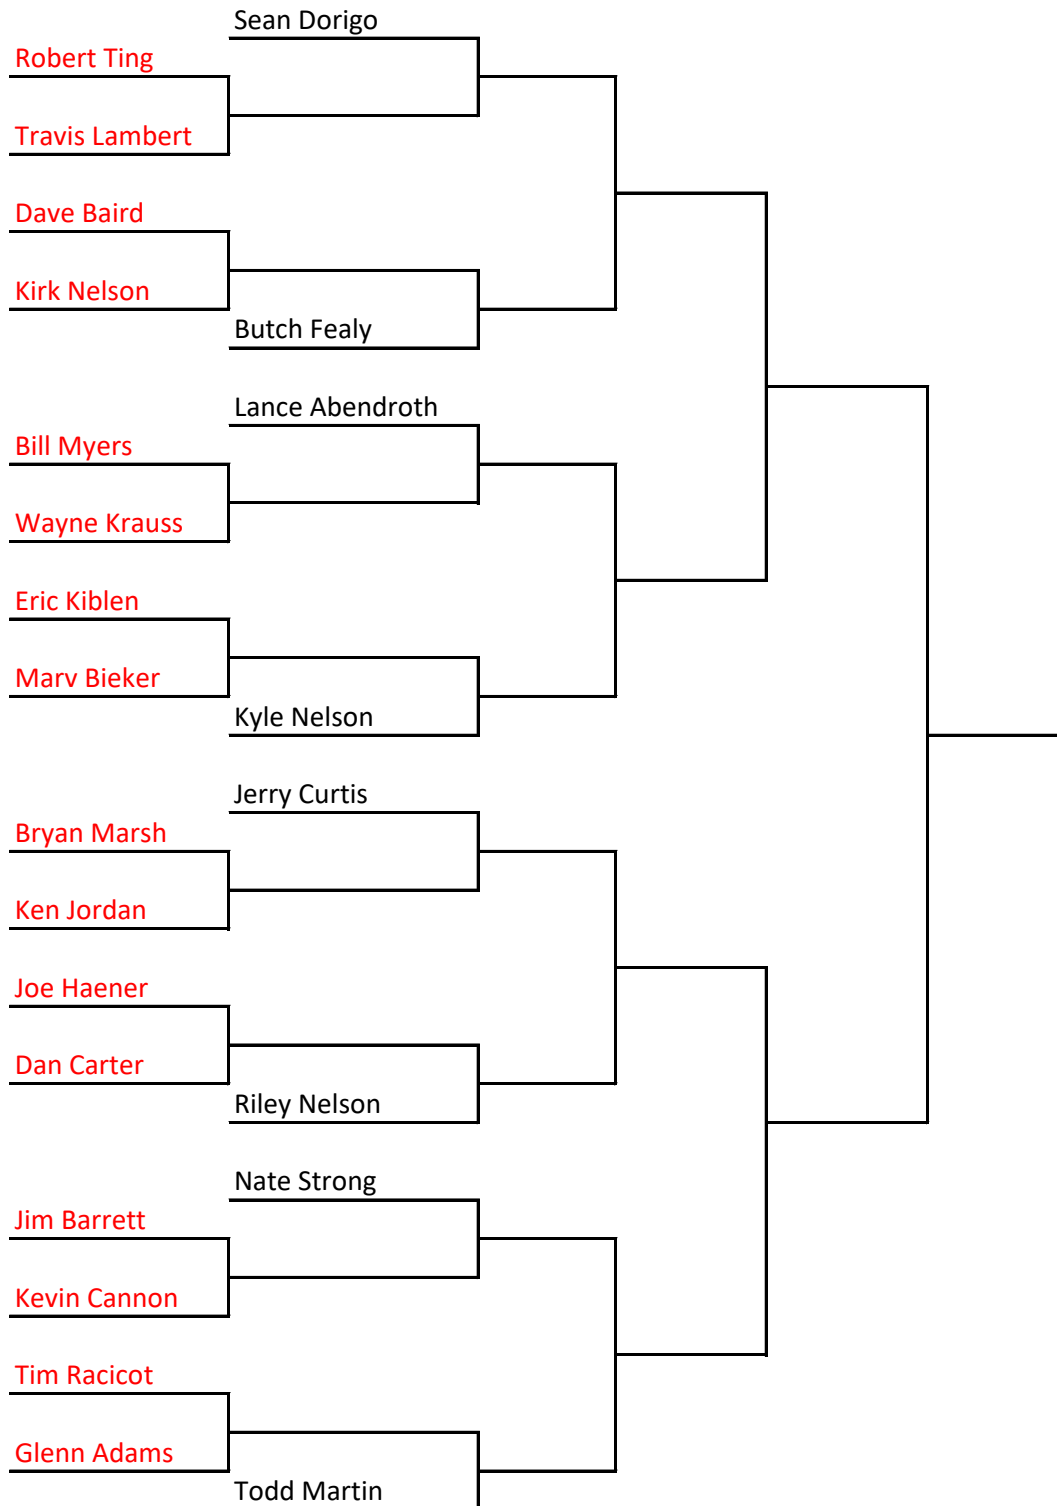 Sean Dorigo
Robert Ting
Travis Lambert
Dave Baird
Kirk Nelson
Butch Fealy
Lance Abendroth
Bill Myers
Wayne Krauss
Eric Kiblen
Marv Bieker
Kyle Nelson
Jerry Curtis
Bryan Marsh
Ken Jordan
Joe Haener
Dan Carter
Riley Nelson
Nate Strong
Jim Barrett
Kevin Cannon
Tim Racicot
Glenn Adams
Todd Martin